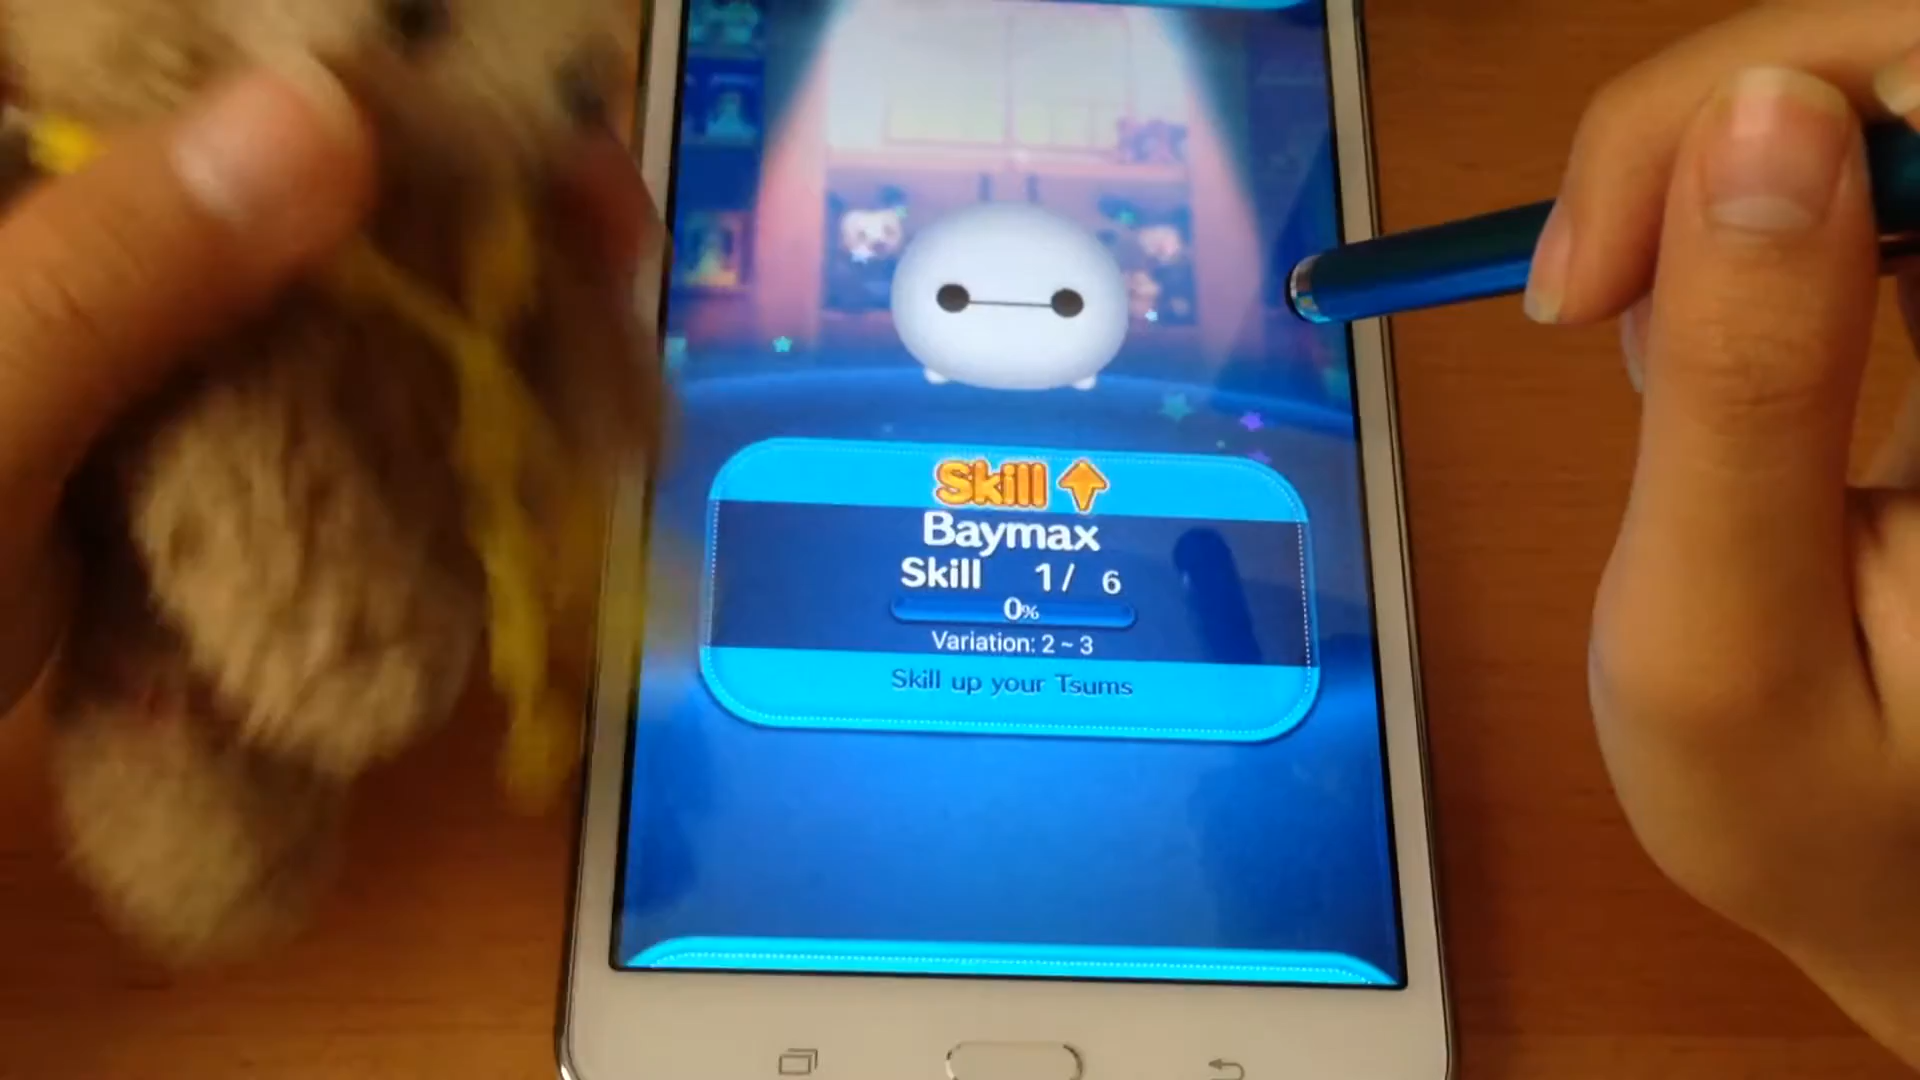 Skill
Baymax
Skill 1 / 6
0%
Variation: 2 ~ 3
Skill up your Tsums